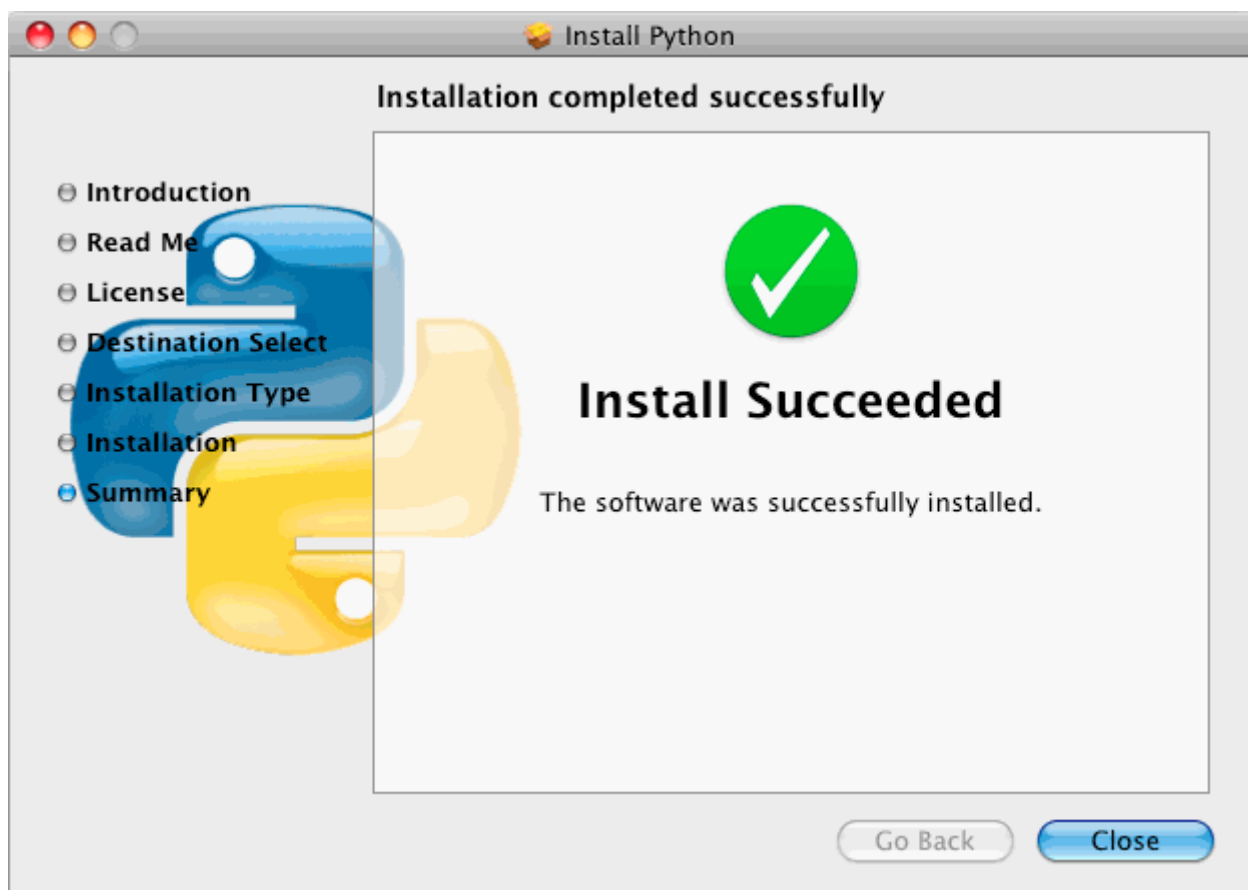 Install Python
Installation completed successfully
Introduction
Read Me
License
Destination Select
Installation Type
Installation
Summary
Install Succeeded
The software was successfully installed.
Go Back
Close